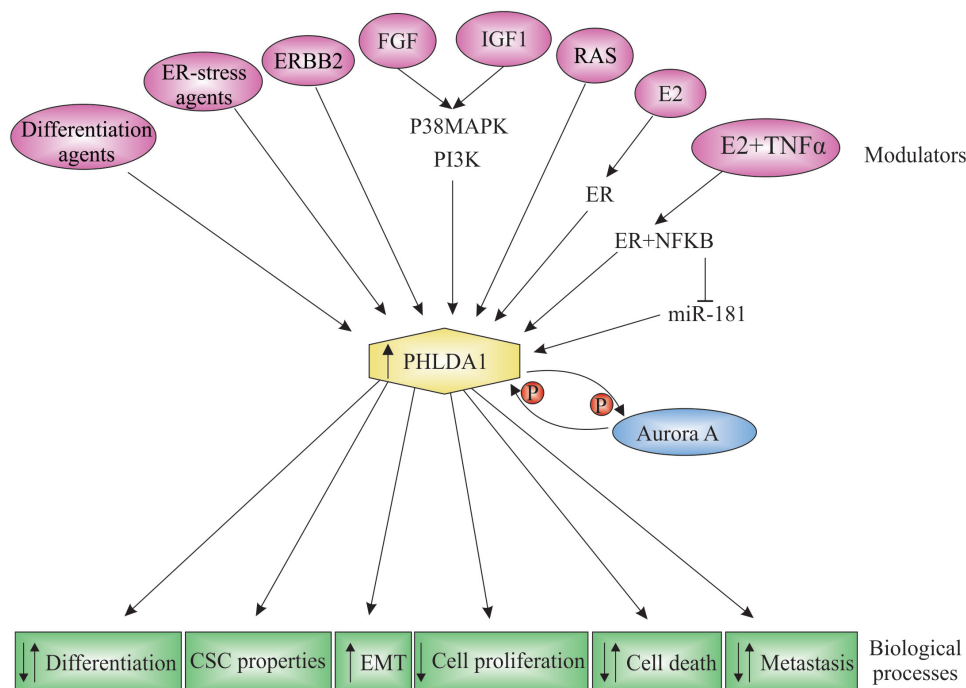 FGF
IGF1
ERBB2
RAS
ER-stress
agents
E2
Differentiation
agents
P38MAPK
PI3K
E2+TNFα
Modulators
ER
ER+NFKB
miR-181
↑ PHLDA1
P
P
Aurora A
↓↑ Differentiation
CSC properties
↑ EMT
↓ Cell proliferation
↓↑ Cell death
↓↑ Metastasis
Biological
processes